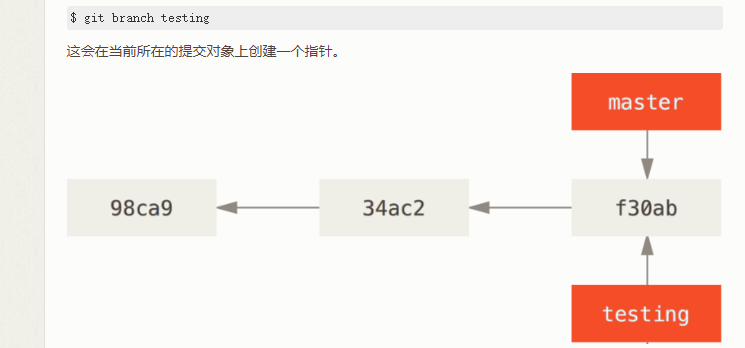 $ git branch testing
这会在当前所在的提交对象上创建一个指针。
master
98ca9 34ac2 f30ab
testing